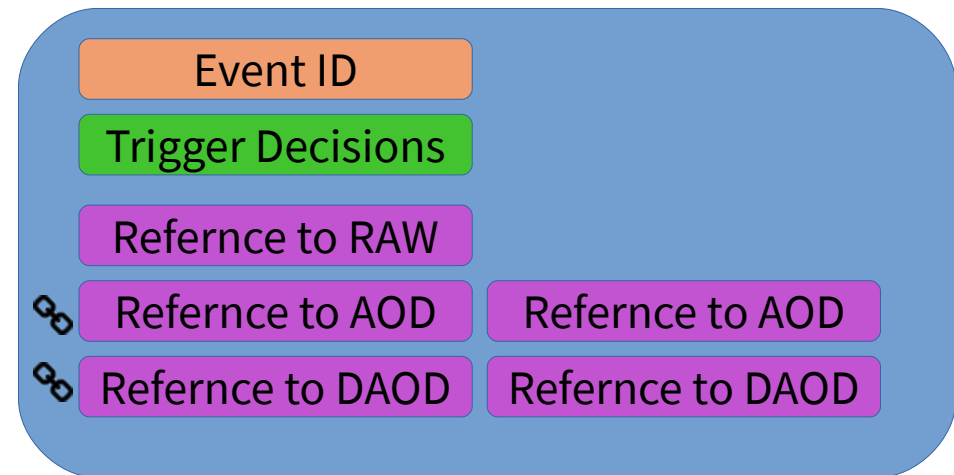 Event ID
Trigger Decisions
Refernce to RAW
Refernce to AOD Refernce to AOD
Refernce to DAOD Refernce to DAOD